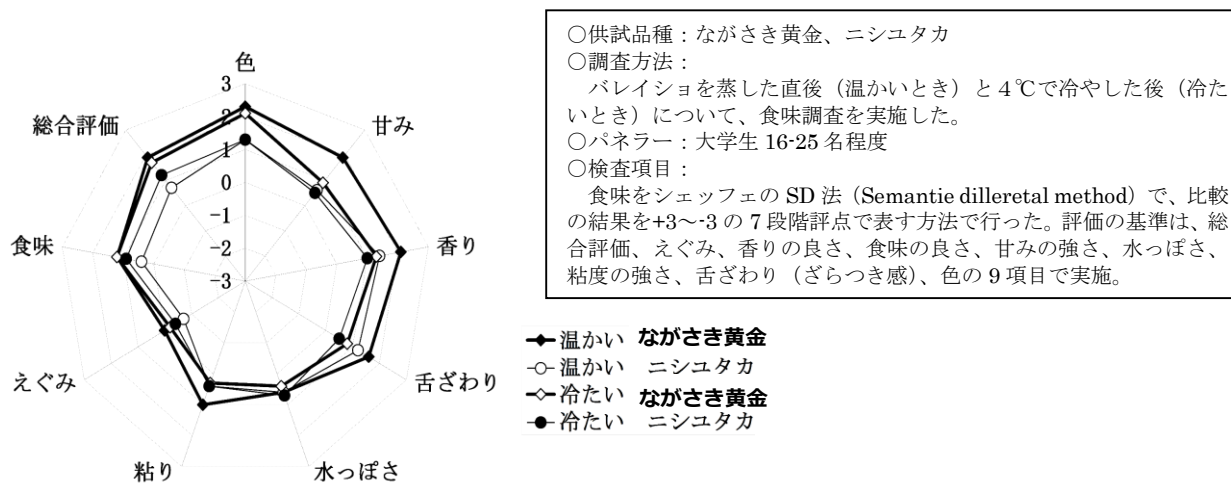 色
3
2
1
0
-1
-2
-3
甘み
香り
舌ざわり
水っぽさ
粘り
えぐみ
食味
総合評価
○供試品種：ながさき黄金、ニシユタカ
○調査方法：
バレイショを蒸した直後（温かいとき）と４℃で冷やした後（冷た
いとき）について、食味調査を実施した。
○パネラー：大学生 16-25 名程度
○検査項目：
食味をシェッフェの SD 法（Semantie dilleretal method）で、比較
の結果を+3～-3 の 7 段階評点で表す方法で行った。評価の基準は、総
合評価、えぐみ、香りの良さ、食味の良さ、甘みの強さ、水っぽさ、
粘度の強さ、舌ざわり（ざらつき感）、色の 9 項目で実施。
温かい ながさき黄金
温かい ニシユタカ
冷たい ながさき黄金
冷たい ニシユタカ